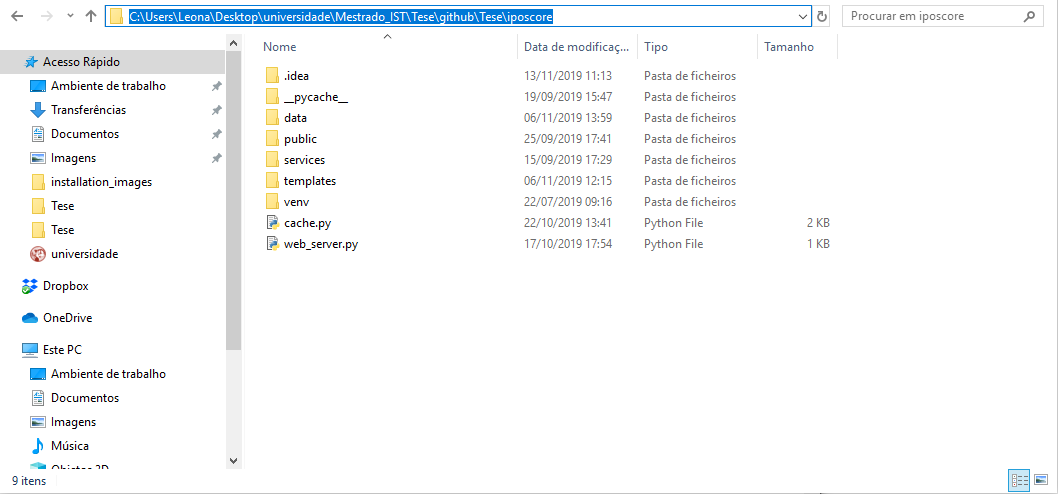 C:\Users\Leona\Desktop\universidade\Mestrado_IST\Tese\github\Tese\iposcore
Procurar em iposcore
Acesso Rápido
Ambiente de trabalho
Transferências
Documentos
Imagens
installation_images
Tese
Tese
universidade
Dropbox
OneDrive
Este PC
Ambiente de trabalho
Documentos
Imagens
Música
Objetos 3D
Nome Data de modificaç... Tipo Tamanho
.idea 13/11/2019 11:13 Pasta de ficheiros
__pycache__ 19/09/2019 15:47 Pasta de ficheiros
data 06/11/2019 13:59 Pasta de ficheiros
public 25/09/2019 17:41 Pasta de ficheiros
services 15/09/2019 17:29 Pasta de ficheiros
templates 06/11/2019 12:15 Pasta de ficheiros
venv 22/07/2019 09:16 Pasta de ficheiros
cache.py 22/10/2019 13:41 Python File 2 KB
web_server.py 17/10/2019 17:54 Python File 1 KB
9 itens